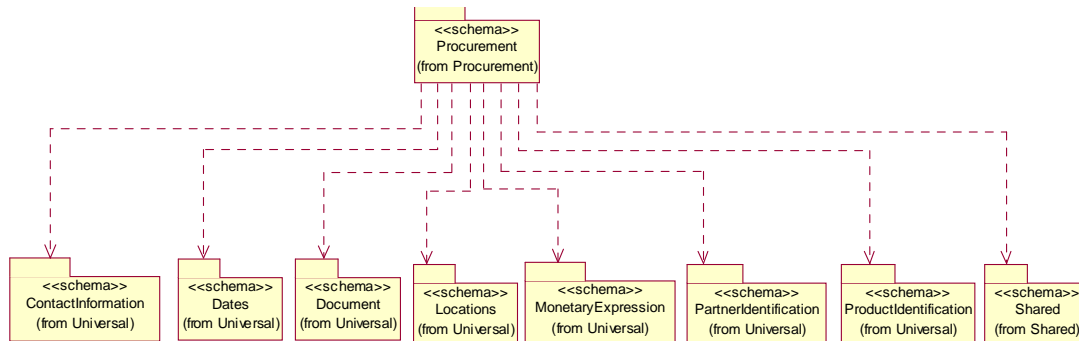 <<schema>>
Procurement
(from Procurement)
<<schema>>
ContactInformation
(from Universal)
<<schema>>
Dates
(from Universal)
<<schema>>
Document
(from Universal)
<<schema>>
Locations
(from Universal)
<<schema>>
MonetaryExpression
(from Universal)
<<schema>>
PartnerIdentification
(from Universal)
<<schema>>
ProductIdentification
(from Universal)
<<schema>>
Shared
(from Shared)